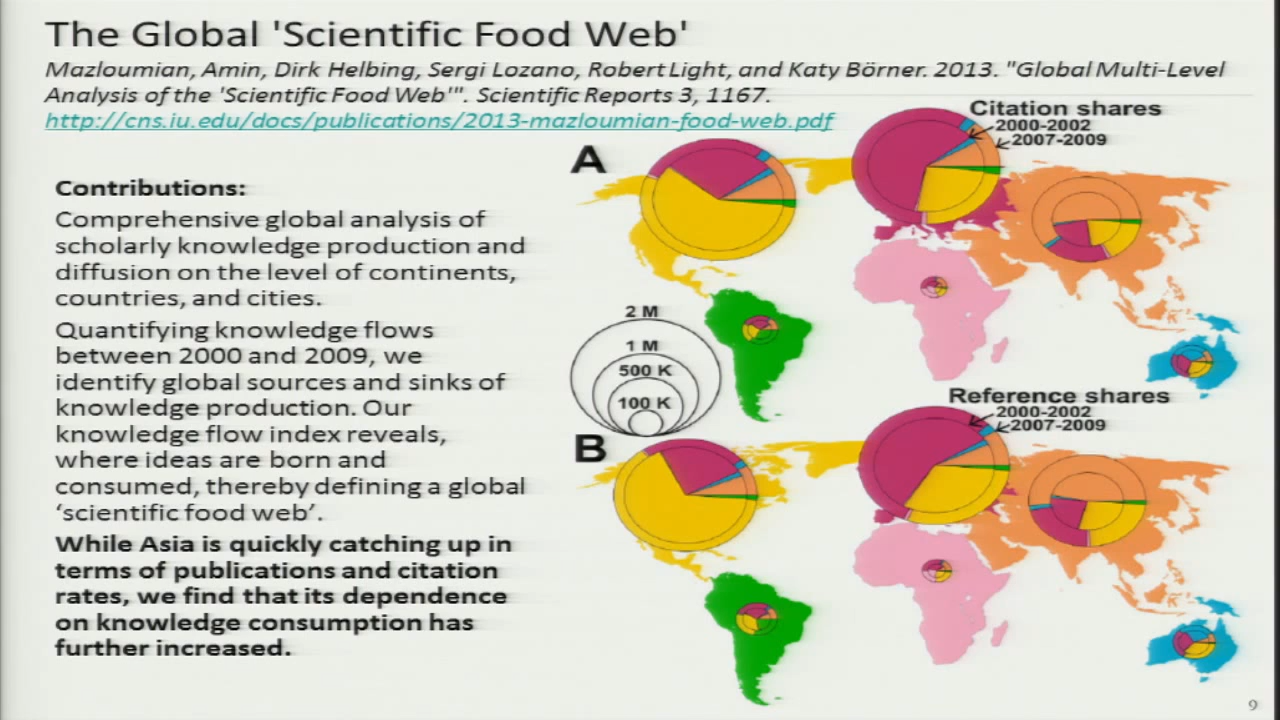 The Global 'Scientific Food Web'
Mazloumian, Amin, Dirk Helbing, Sergi Lozano, Robert Light, and Katy Börner. 2013. "Global Multi-Level
Analysis of the 'Scientific Food Web'". Scientific Reports 3, 1167.
http://cns.iu.edu/docs/publications/2013-mazloumian-food-web.pdf
Contributions:
Comprehensive global analysis of
scholarly knowledge production and
diffusion on the level of continents,
countries, and cities.
Quantifying knowledge flows
between 2000 and 2009, we
identify global sources and sinks of
knowledge production. Our
knowledge flow index reveals,
where ideas are born and
consumed, thereby defining a global
‘scientific food web’.
While Asia is quickly catching up in
terms of publications and citation
rates, we find that its dependence
on knowledge consumption has
further increased.
A
Citation shares
2000-2002
2007-2009
2 M
1 M
500 K
100 K
B
Reference shares
2000-2002
2007-2009
9